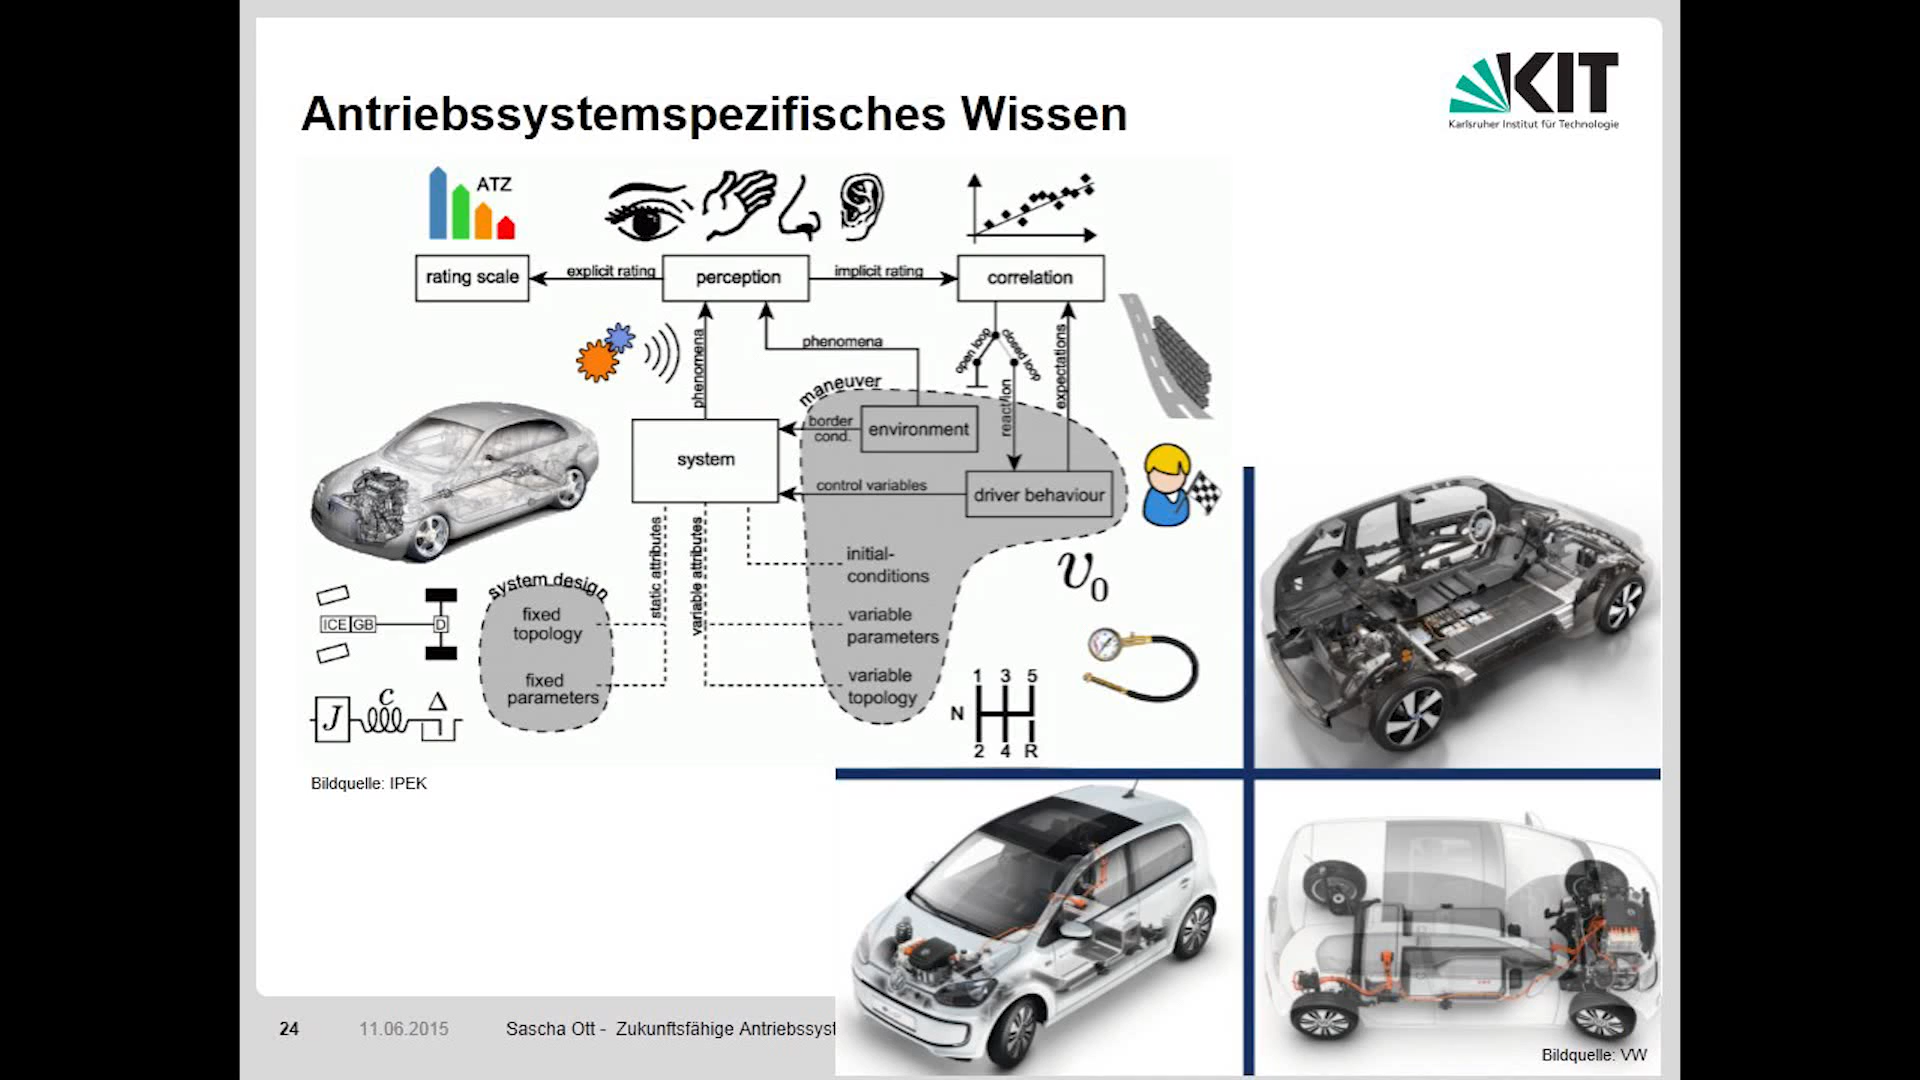 Antriebssystemspezifisches Wissen
KIT
Karlsruher Institut für Technologie
ATZ
rating scale
explicit rating
perception
implicit rating
correlation
phenomena
phenomena
open loop
closed loop
reaction
expectations
maneuver
border
cond.
environment
system
control variables
driver behaviour
static attributes
variable attributes
initial-
conditions
υ0
system design
fixed
topology
variable
parameters
ICE GB
D
fixed
parameters
variable
topology
J
c
Δ
1 3 5
N
2 4 R
Bildquelle: IPEK
Bildquelle: VW
24
11.06.2015
Sascha Ott - Zukunftsfähige Antriebssyst